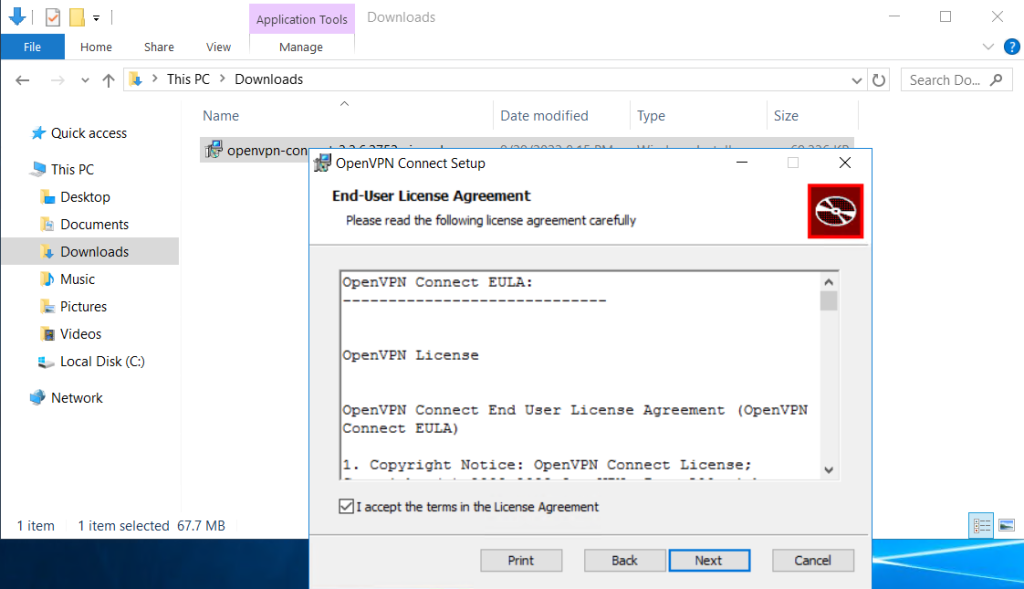 Application Tools
Downloads
File
Home
Share
View
Manage
?
This PC
Downloads
Search Do...
Name
Date modified
Type
Size
Quick access
This PC
Desktop
Documents
Downloads
Music
Pictures
Videos
Local Disk (C:)
Network
OpenVPN Connect Setup
End-User License Agreement
Please read the following license agreement carefully
OpenVPN Connect EULA:
-----------------------------
OpenVPN License
OpenVPN Connect End User License Agreement (OpenVPN
Connect EULA)
1. Copyright Notice: OpenVPN Connect License;
I accept the terms in the License Agreement
Print
Back
Next
Cancel
1 item
1 item selected 67.7 MB